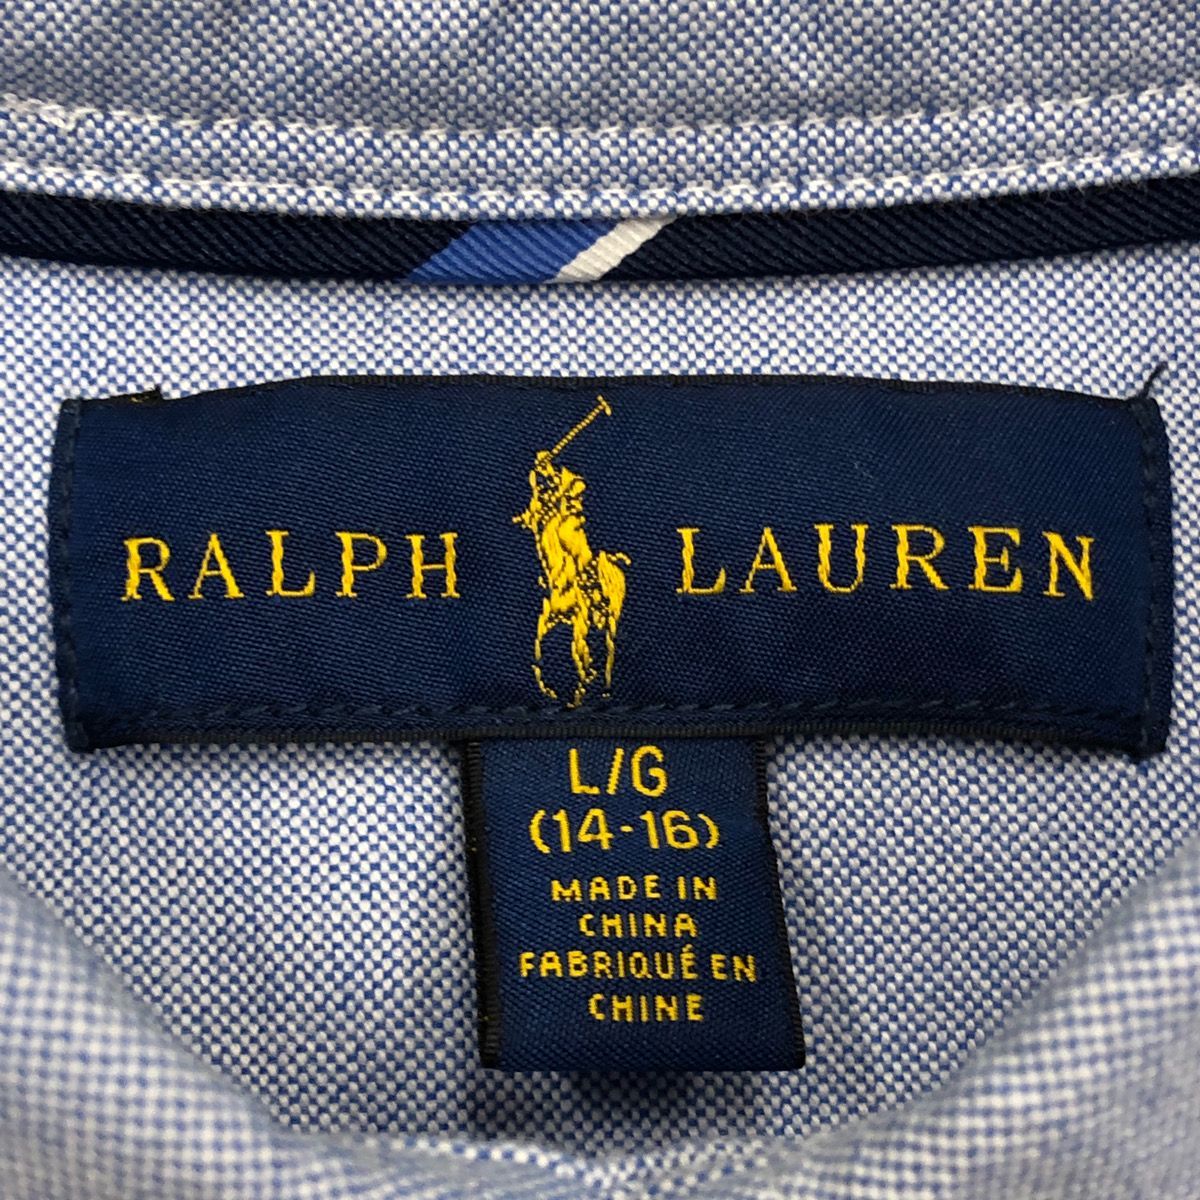 RALPH LAUREN
L/G
(14-16)
MADE IN
CHINA
FABRIQUÉ EN
CHINE